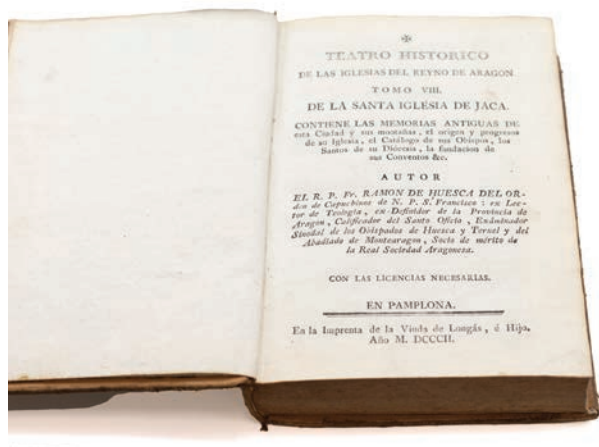 TEATRO HISTORICO
DE LAS IGLESIAS DEL REYNO DE ARAGON
TOMO VIII.
DE LA SANTA IGLESIA DE JACA.
CONTIENE LAS MEMORIAS ANTIGUAS DE
esta Ciudad y sus montañas, el origen y progresos
de su Iglesia, el Catálogo de sus Obispos, los
Santos de su Diócesis, la fundacion de
sus Conventos &c.
AUTOR
EL R. P. Fr. RAMON DE HUESCA DEL OR-
den de Capuchinos de N. P. S. Francisco: ex Lec-
tor de Teología, ex-Definidor de la Provincia de
Aragon, Calificador del Santo Oficio, Exâminador
Sinodal de los Obispados de Huesca y Teruel y del
Abadiado de Montearagon, Socio de mérito de
la Real Sociedad Aragonesa.
CON LAS LICENCIAS NECESARIAS.
EN PAMPLONA.
En la Imprenta de la Viuda de Longás, é Hijo.
Año M. DCCCII.